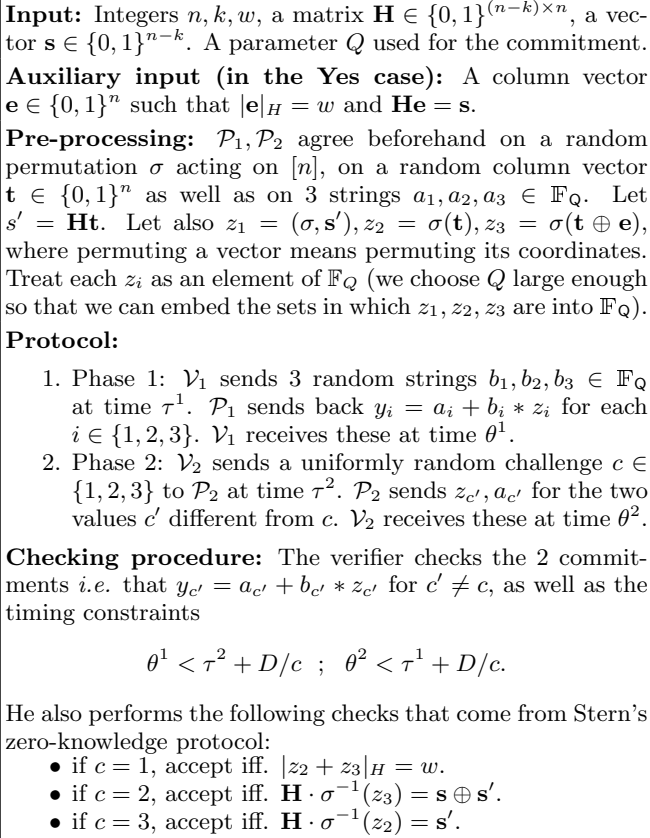 Input: Integers n, k, w, a matrix H ∈ {0, 1}^{(n−k)×n}, a vec-
tor s ∈ {0, 1}^{n−k}. A parameter Q used for the commitment.
Auxiliary input (in the Yes case): A column vector
e ∈ {0, 1}^n such that |e|_H = w and He = s.
Pre-processing: 𝒫_1, 𝒫_2 agree beforehand on a random
permutation σ acting on [n], on a random column vector
t ∈ {0, 1}^n as well as on 3 strings a_1, a_2, a_3 ∈ 𝔽_Q. Let
s′ = Ht. Let also z_1 = (σ, s′), z_2 = σ(t), z_3 = σ(t ⊕ e),
where permuting a vector means permuting its coordinates.
Treat each z_i as an element of 𝔽_Q (we choose Q large enough
so that we can embed the sets in which z_1, z_2, z_3 are into 𝔽_Q).
Protocol:
1. Phase 1: 𝒱_1 sends 3 random strings b_1, b_2, b_3 ∈ 𝔽_Q
at time τ^1. 𝒫_1 sends back y_i = a_i + b_i ∗ z_i for each
i ∈ {1, 2, 3}. 𝒱_1 receives these at time θ^1.
2. Phase 2: 𝒱_2 sends a uniformly random challenge c ∈
{1, 2, 3} to 𝒫_2 at time τ^2. 𝒫_2 sends z_{c′}, a_{c′} for the two
values c′ different from c. 𝒱_2 receives these at time θ^2.
Checking procedure: The verifier checks the 2 commit-
ments i.e. that y_{c′} = a_{c′} + b_{c′} ∗ z_{c′} for c′ ≠ c, as well as the
timing constraints
θ^1 < τ^2 + D/c ; θ^2 < τ^1 + D/c.
He also performs the following checks that come from Stern's
zero-knowledge protocol:
• if c = 1, accept iff. |z_2 + z_3|_H = w.
• if c = 2, accept iff. H · σ^{−1}(z_3) = s ⊕ s′.
• if c = 3, accept iff. H · σ^{−1}(z_2) = s′.